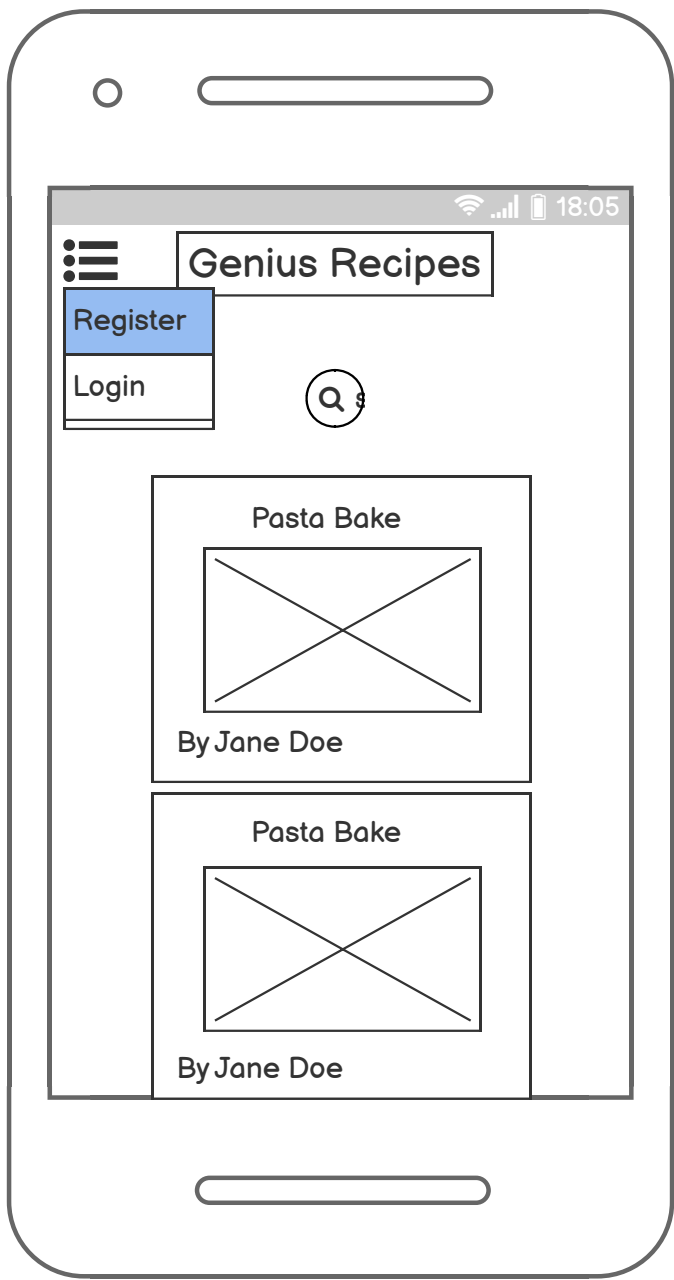 18:05
Genius Recipes
Register
Login
Pasta Bake
By Jane Doe
Pasta Bake
By Jane Doe